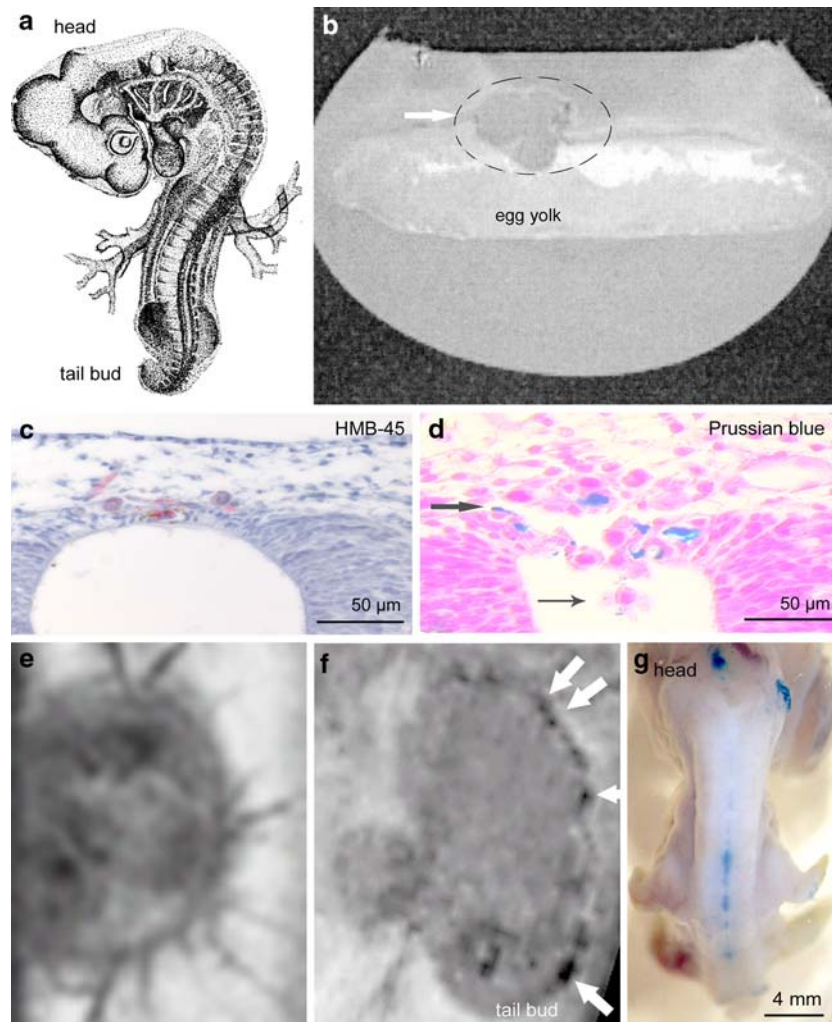 a
head
tail bud
b
egg yolk
c
HMB-45
50 µm
d
Prussian blue
50 µm
e
f
tail bud
g
head
4 mm